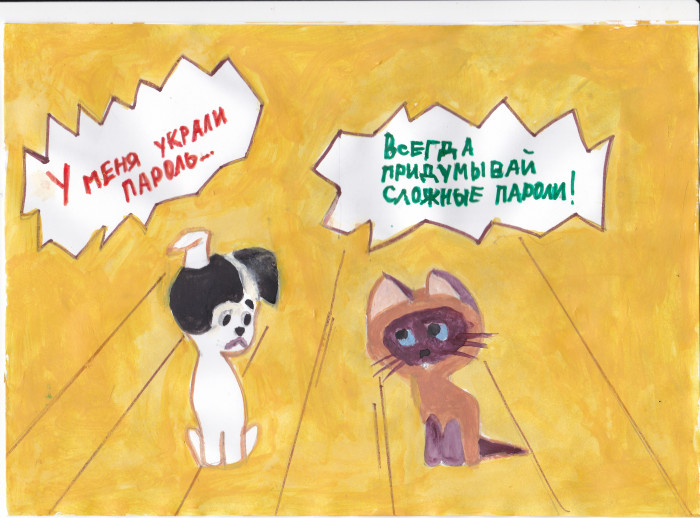 У МЕНЯ УКРАЛИ
ПАРОЛЬ...
ВСЕГДА
ПРИДУМЫВАЙ
СЛОЖНЫЕ ПАРОЛИ!